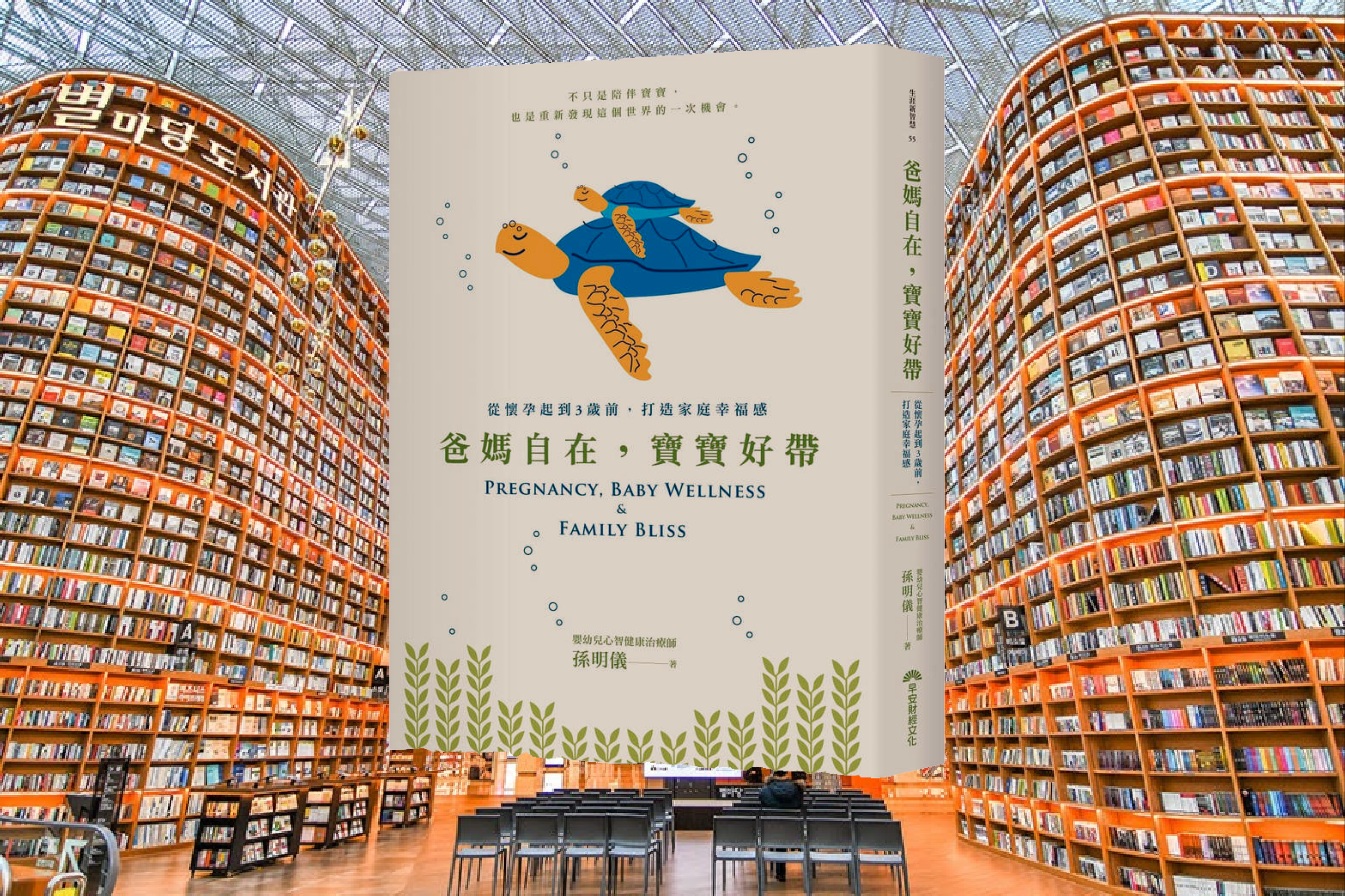 별마당 도서관
不只是陪伴寶寶，
也是重新發現這個世界的一次機會。
從懷孕起到3歲前，打造家庭幸福感
爸媽自在，寶寶好帶
PREGNANCY, BABY WELLNESS
&
FAMILY BLISS
嬰幼兒心智健康治療師
孫明儀——著
生涯新智慧 55
爸媽自在，寶寶好帶
從懷孕起到3歲前，
打造家庭幸福感
PREGNANCY,
BABY WELLNESS
&
FAMILY BLISS
嬰幼兒心智健康治療師
孫明儀——著
早安財經文化
A
A
B